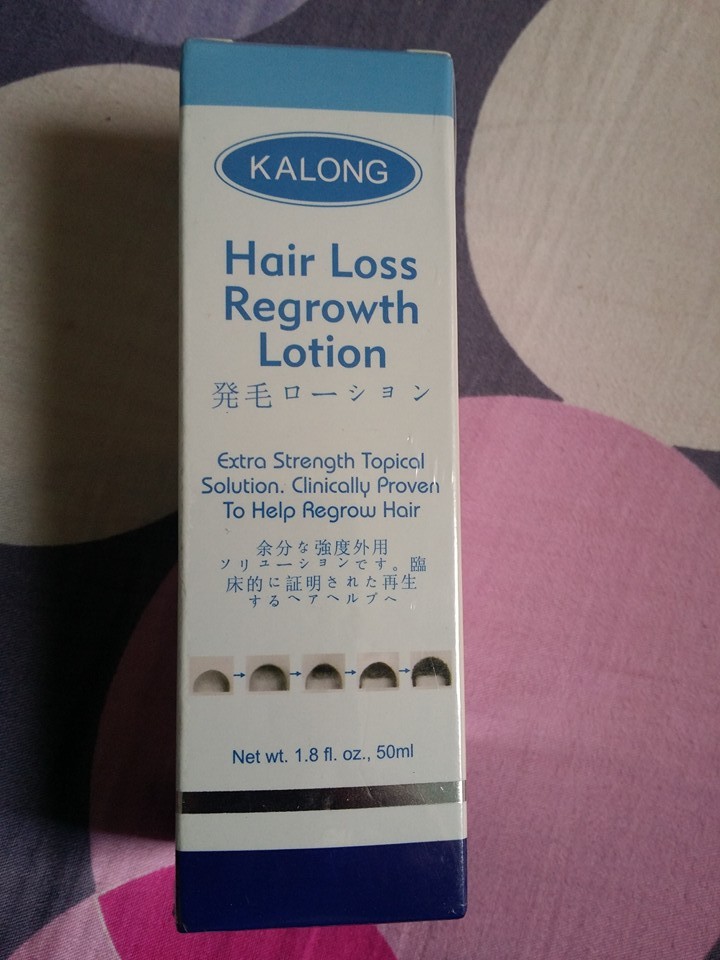 KALONG
Hair Loss
Regrowth
Lotion
発毛ローション
Extra Strength Topical
Solution. Clinically Proven
To Help Regrow Hair
余分な強度外用
ソリューションです。臨
床的に証明された再生
するヘアヘルプへ
Net wt. 1.8 fl. oz., 50ml